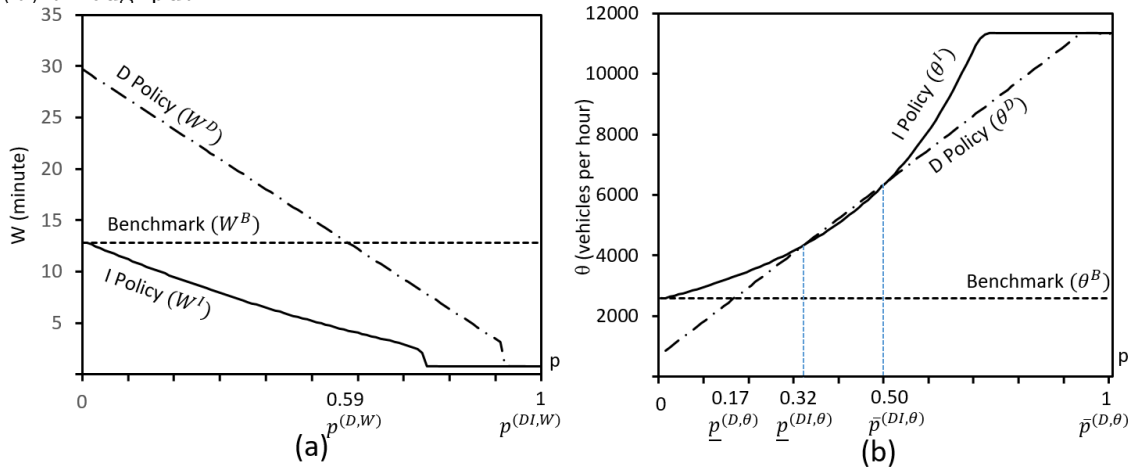 35
30
25
20
15
10
5
W (minute)
D Policy (W^D)
Benchmark (W^B)
I Policy (W^I)
p
0
0.59
1
p^(D,W)
p^(DI,W)
(a)
12000
10000
8000
6000
4000
2000
θ (vehicles per hour)
I Policy (θ^I)
D Policy (θ^D)
Benchmark (θ^B)
p
0
0.17
0.32
0.50
1
p̲^(D,θ)
p̲^(DI,θ)
p̄^(DI,θ)
p̄^(D,θ)
(b)